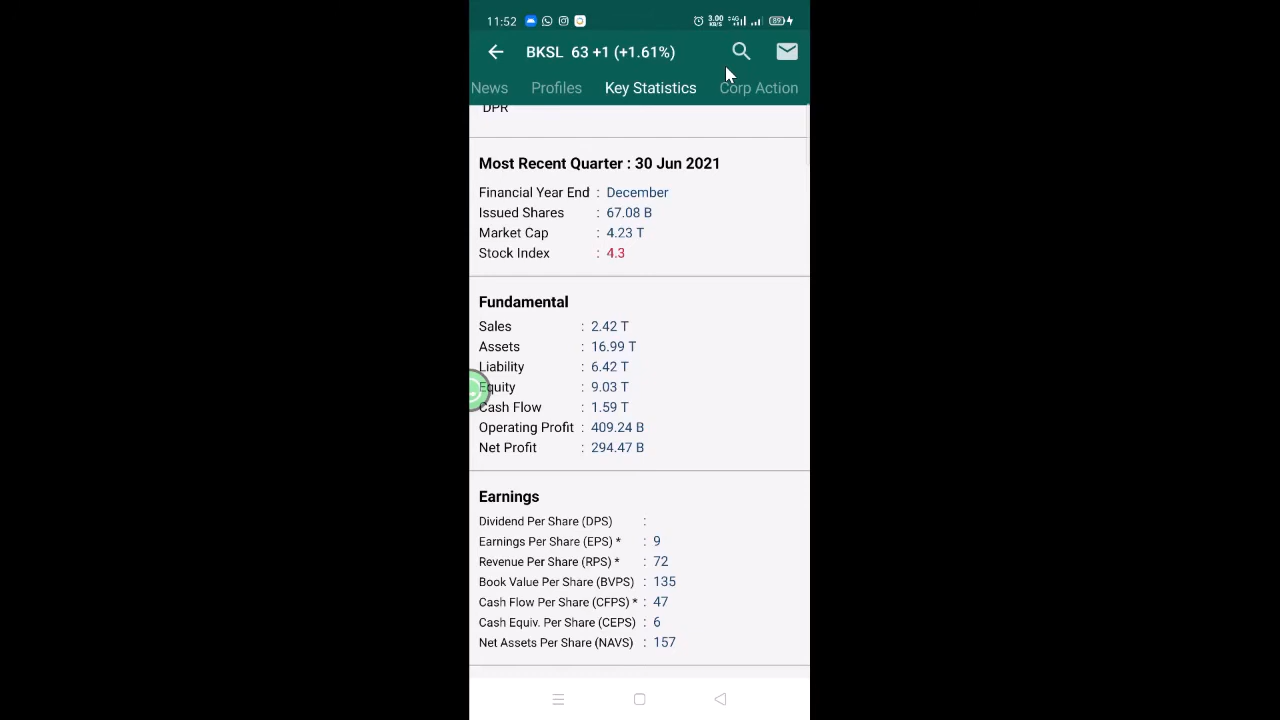 11:52 3.00 KB/S 4G 89
BKSL 63 +1 (+1.61%)
News Profiles Key Statistics Corp Action
DPR
Most Recent Quarter : 30 Jun 2021
Financial Year End : December
Issued Shares : 67.08 B
Market Cap : 4.23 T
Stock Index : 4.3
Fundamental
Sales : 2.42 T
Assets : 16.99 T
Liability : 6.42 T
Equity : 9.03 T
Cash Flow : 1.59 T
Operating Profit : 409.24 B
Net Profit : 294.47 B
Earnings
Dividend Per Share (DPS) :
Earnings Per Share (EPS) * : 9
Revenue Per Share (RPS) * : 72
Book Value Per Share (BVPS) : 135
Cash Flow Per Share (CFPS) * : 47
Cash Equiv. Per Share (CEPS) : 6
Net Assets Per Share (NAVS) : 157